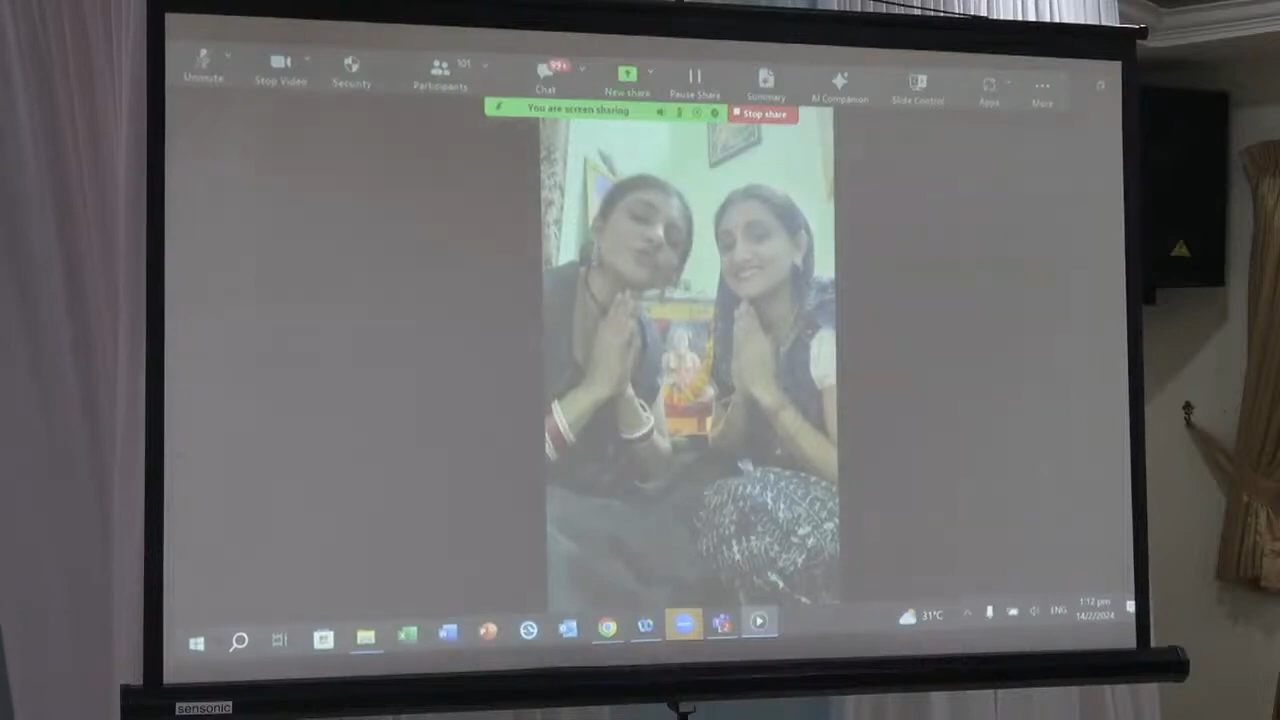 Unmute
Stop Video
Security
Participants
101
Chat
99+
New share
Pause Share
Summary
AI Companion
Slide Control
Apps
More
You are screen sharing
Stop share
31°C
ENG
1:12 pm
14/2/2024
sensonic